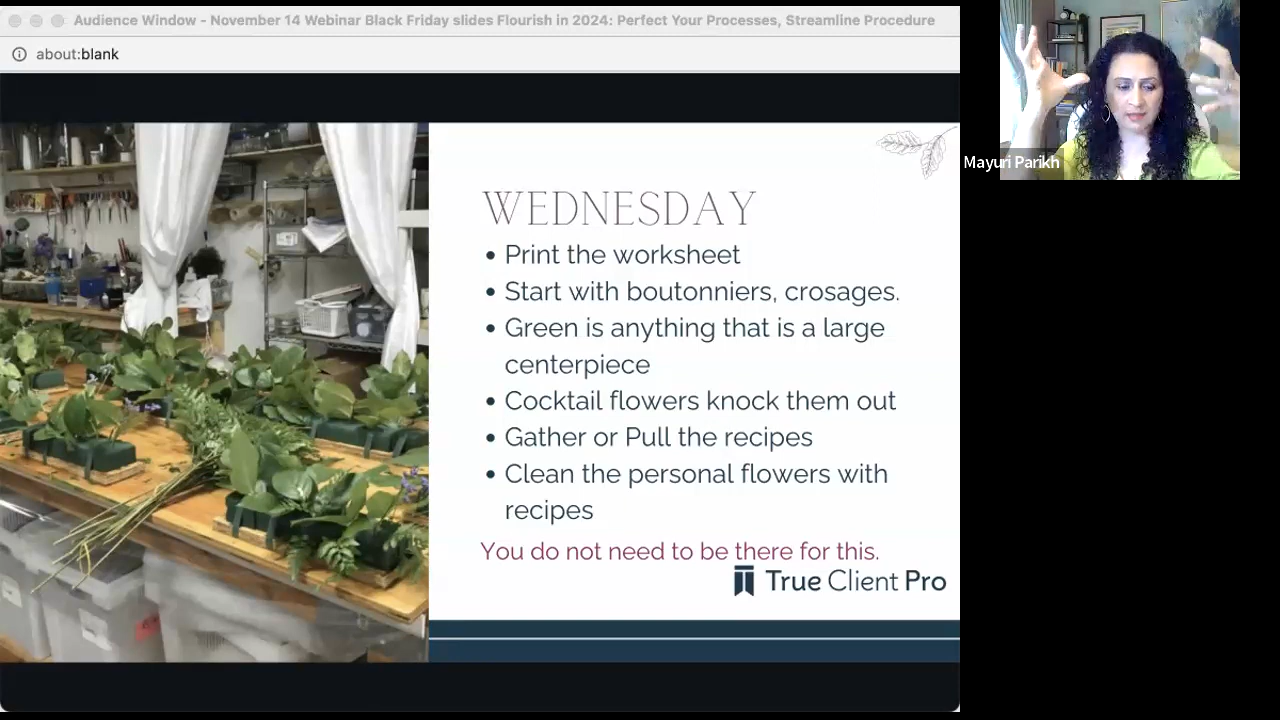 Audience Window - November 14 Webinar Black Friday slides Flourish in 2024: Perfect Your Processes, Streamline Procedure
about:blank
Mayuri Parikh
WEDNESDAY
• Print the worksheet
• Start with boutonniers, crosages.
• Green is anything that is a large
centerpiece
• Cocktail flowers knock them out
• Gather or Pull the recipes
• Clean the personal flowers with
recipes
You do not need to be there for this.
True Client Pro